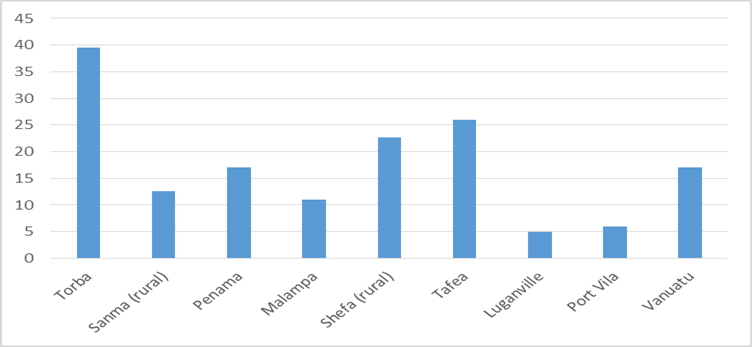 45
40
35
30
25
20
15
10
5
0
Torba
Sanma (rural))
Penama
Malampa
Shefa (rural))
Tafea
Luganville
Port Vila
Vanuatu